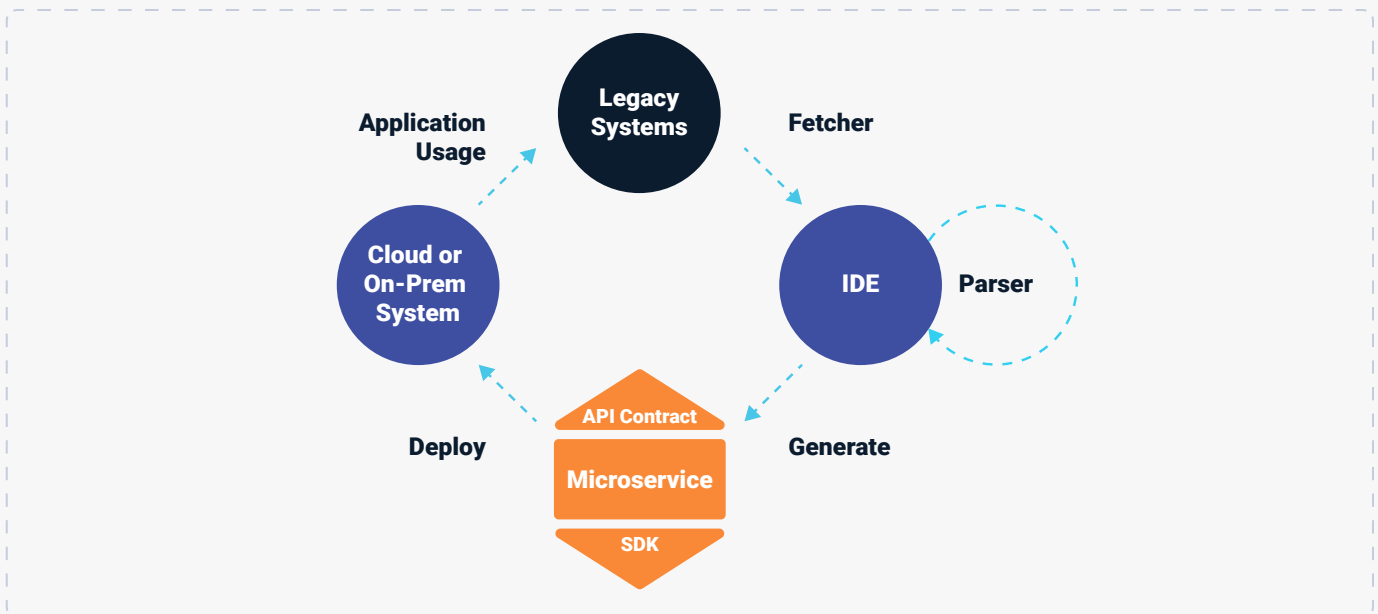 Legacy
Systems
Application
Usage
Fetcher
Cloud or
On-Prem
System
IDE
Parser
API Contract
Deploy
Generate
Microservice
SDK